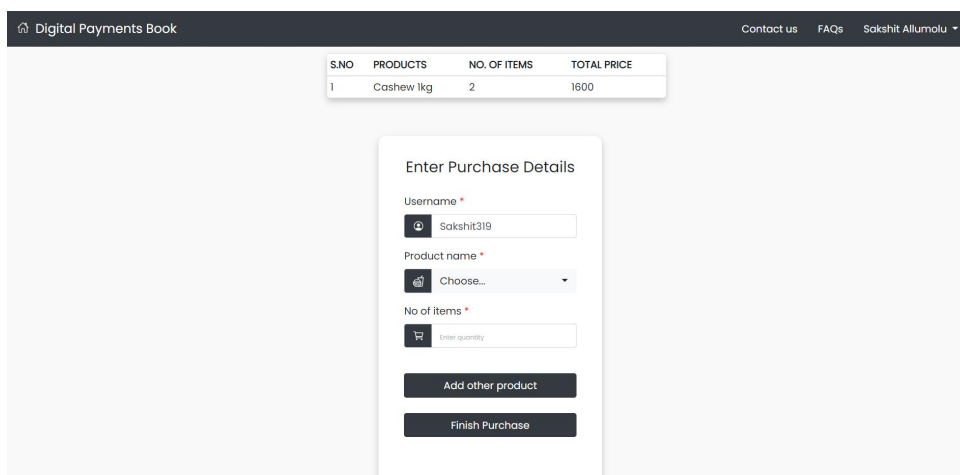 Digital Payments Book Contact us FAQs Sakshit Allumolu
S.NO PRODUCTS NO. OF ITEMS TOTAL PRICE
1 Cashew 1kg 2 1600
Enter Purchase Details
Username *
Sakshit319
Product name *
Choose...
No of items *
Enter quantity
Add other product
Finish Purchase